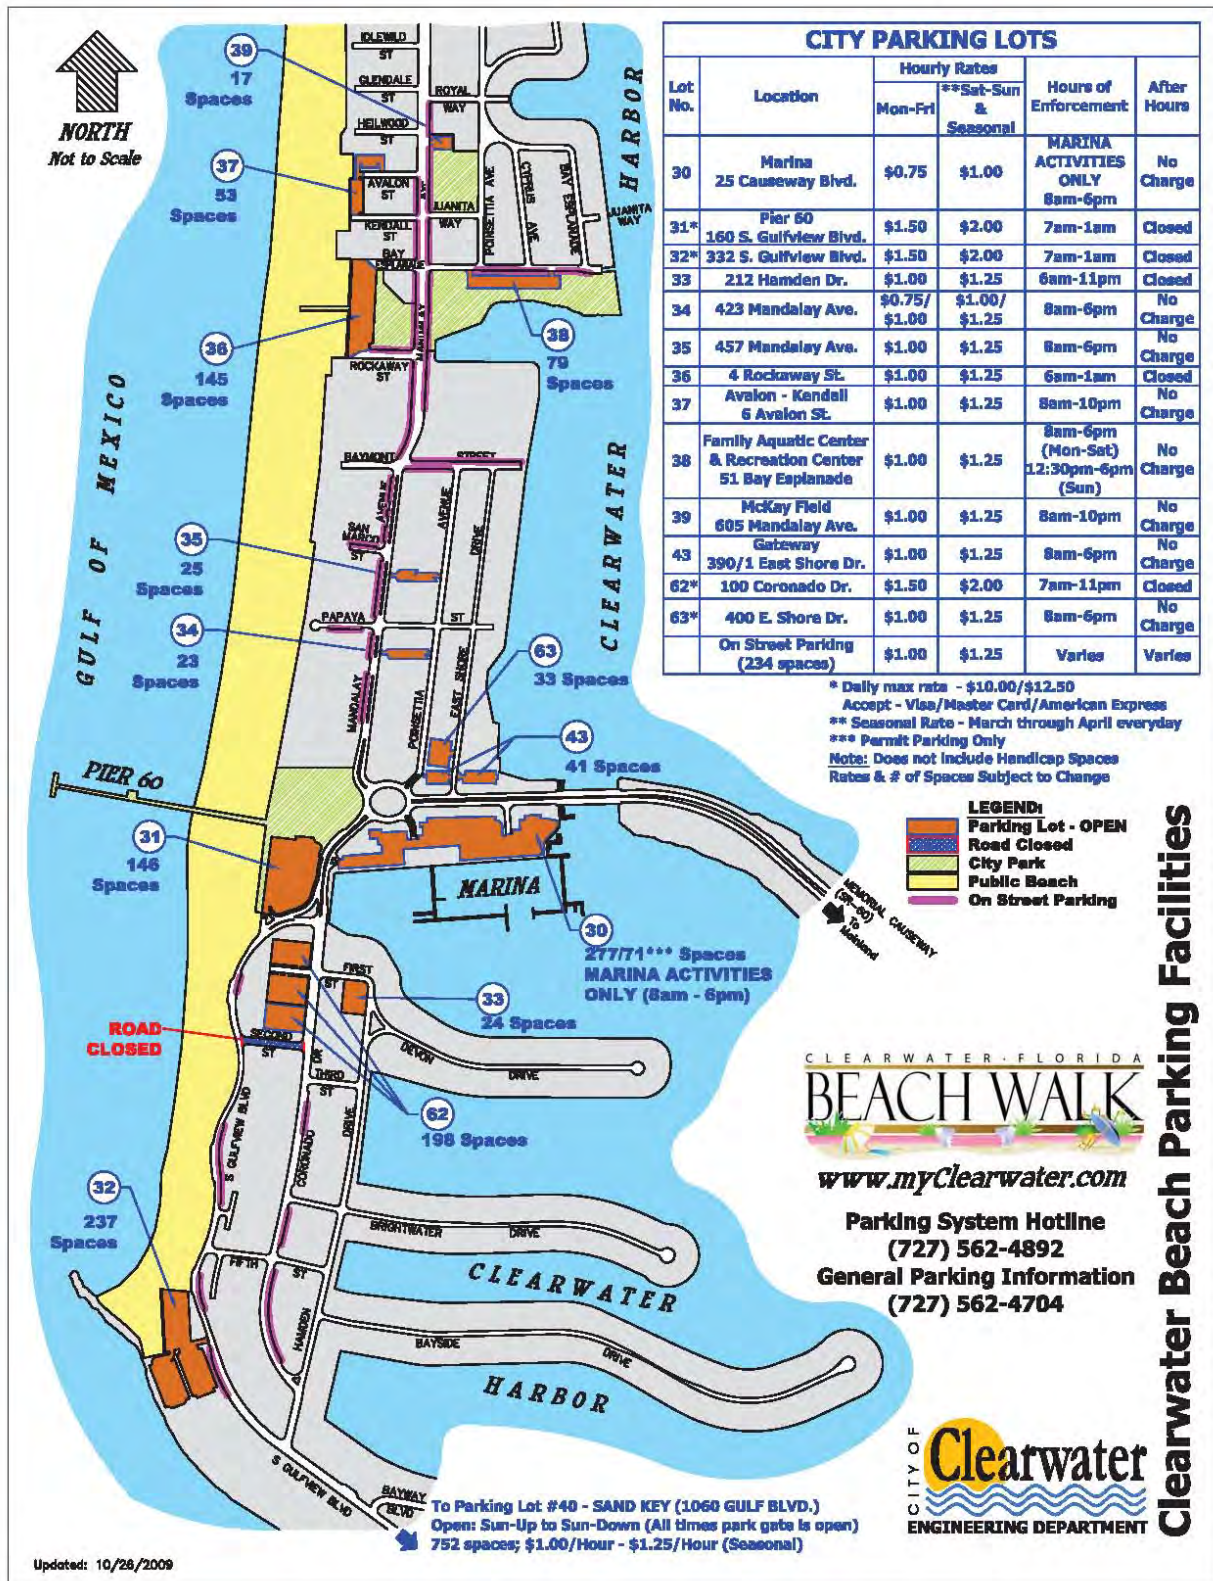 NORTH
Not to Scale
IDLEWILD
ST
GLENDALE
ST
HEILWOOD
ST
AVALON
ST
KENDALL
ST
BAY
ESPLANADE
ROYAL
WAY
JUANITA
WAY
POINSETTIA AVE
CYPRUS AVE
BAY ESPLANADE
JUANITA
WAY
MANDALAY
AVE
HARBOR
39
17
Spaces
37
53
Spaces
36
145
Spaces
38
79
Spaces
ROCKAWAY
ST
BAYMONT
STREET
AVENUE
AVENUE
DRIVE
SAN
MARCO
ST
35
25
Spaces
PAPAYA
ST
34
23
Spaces
MANDALAY
POINSETTIA
EAST SHORE
63
33 Spaces
43
41 Spaces
GULF OF MEXICO
CLEARWATER
PIER 60
31
146
Spaces
MARINA
30
277/71*** Spaces
MARINA ACTIVITIES
ONLY (8am - 6pm)
MEMORIAL CAUSEWAY
(SR-60)
To
Mainland
FIRST
ST
33
24 Spaces
ROAD
CLOSED
SECOND
ST
DEVON
DRIVE
DR
THIRD
ST
62
198 Spaces
S GULFVIEW BLVD
CORONADO
DRIVE
32
237
Spaces
BRIGHTWATER
DRIVE
FIFTH
ST
HAMDEN
CLEARWATER
BAYSIDE
DRIVE
HARBOR
S GULFVIEW BLVD
BAYWAY
BLVD
To Parking Lot #40 - SAND KEY (1060 GULF BLVD.)
Open: Sun-Up to Sun-Down (All times park gate is open)
752 spaces; $1.00/Hour - $1.25/Hour (Seasonal)
Updated: 10/26/2009
CITY PARKING LOTS
Lot No. Location Hourly Rates Mon-Fri **Sat-Sun & Seasonal Hours of Enforcement After Hours
30 Marina 25 Causeway Blvd. $0.75 $1.00 MARINA ACTIVITIES ONLY 8am-6pm No Charge
31* Pier 60 160 S. Gulfview Blvd. $1.50 $2.00 7am-1am Closed
32* 332 S. Gulfview Blvd. $1.50 $2.00 7am-1am Closed
33 212 Hamden Dr. $1.00 $1.25 6am-11pm Closed
34 423 Mandalay Ave. $0.75/ $1.00 $1.00/ $1.25 8am-6pm No Charge
35 457 Mandalay Ave. $1.00 $1.25 8am-6pm No Charge
36 4 Rockaway St. $1.00 $1.25 6am-1am Closed
37 Avalon - Kendall 6 Avalon St. $1.00 $1.25 8am-10pm No Charge
38 Family Aquatic Center & Recreation Center 51 Bay Esplanade $1.00 $1.25 8am-6pm (Mon-Sat) 12:30pm-6pm (Sun) No Charge
39 McKay Field 605 Mandalay Ave. $1.00 $1.25 8am-10pm No Charge
43 Gateway 390/1 East Shore Dr. $1.00 $1.25 8am-6pm No Charge
62* 100 Coronado Dr. $1.50 $2.00 7am-11pm Closed
63* 400 E. Shore Dr. $1.00 $1.25 8am-6pm No Charge
On Street Parking (234 spaces) $1.00 $1.25 Varies Varies
* Daily max rate - $10.00/$12.50
Accept - Visa/Master Card/American Express
** Seasonal Rate - March through April everyday
*** Permit Parking Only
Note: Does not include Handicap Spaces
Rates & # of Spaces Subject to Change
LEGEND:
Parking Lot - OPEN
Road Closed
City Park
Public Beach
On Street Parking
CLEARWATER · FLORIDA
BEACH WALK
www.myClearwater.com
Parking System Hotline
(727) 562-4892
General Parking Information
(727) 562-4704
CITY OF
Clearwater
ENGINEERING DEPARTMENT
Clearwater Beach Parking Facilities